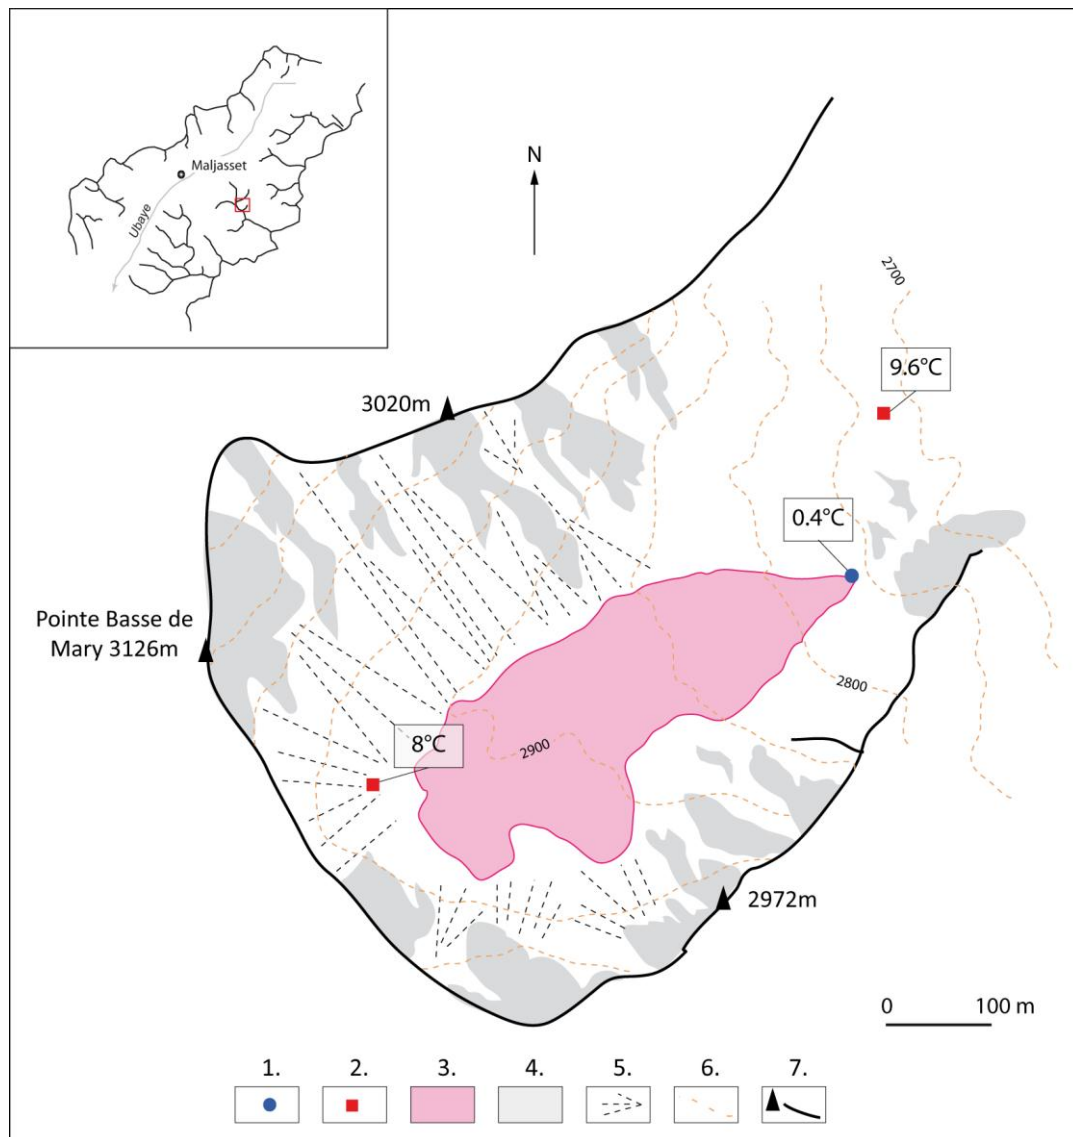 Maljasset
Ubaye
N
2700
9.6°C
3020m
0.4°C
Pointe Basse de
Mary 3126m
2800
8°C
2900
2972m
0
100 m
1.
2.
3.
4.
5.
6.
7.